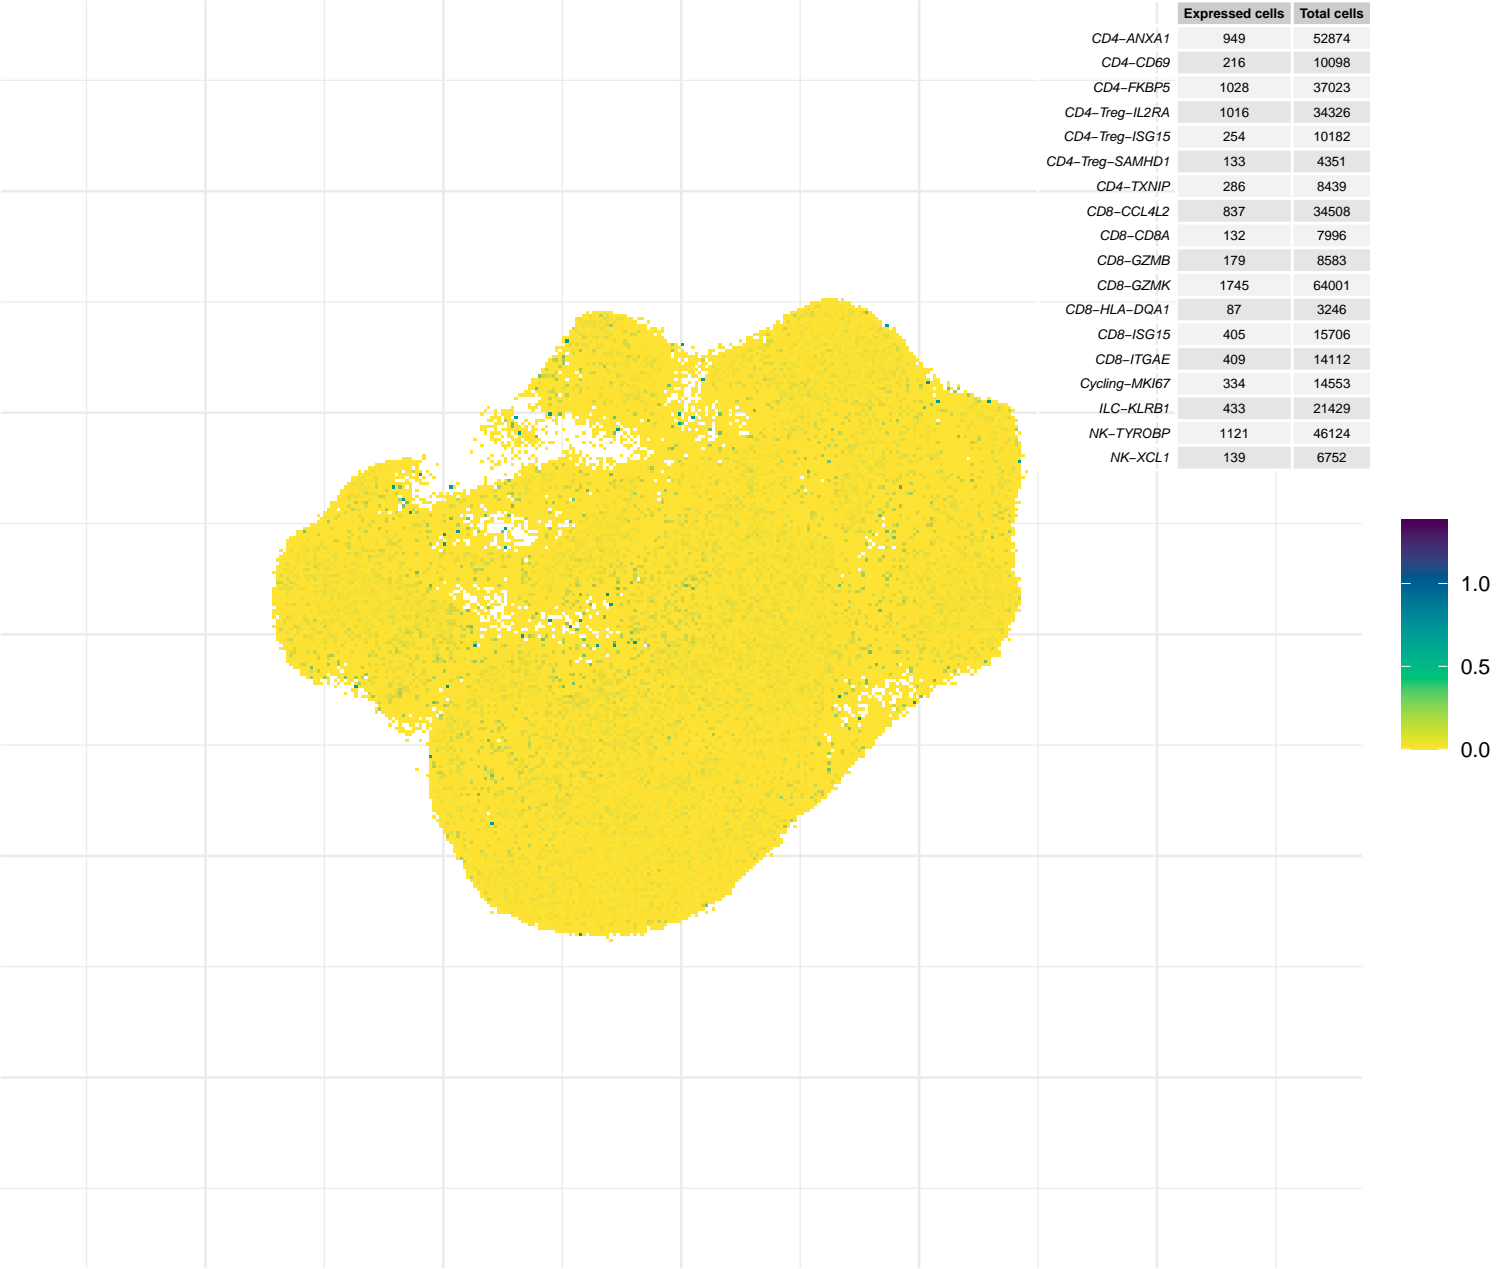 Expressed cells Total cells
CD4−ANXA1 949 52874
CD4−CD69 216 10098
CD4−FKBP5 1028 37023
CD4−Treg−IL2RA 1016 34326
CD4−Treg−ISG15 254 10182
CD4−Treg−SAMHD1 133 4351
CD4−TXNIP 286 8439
CD8−CCL4L2 837 34508
CD8−CD8A 132 7996
CD8−GZMB 179 8583
CD8−GZMK 1745 64001
CD8−HLA−DQA1 87 3246
CD8−ISG15 405 15706
CD8−ITGAE 409 14112
Cycling−MKI67 334 14553
ILC−KLRB1 433 21429
NK−TYROBP 1121 46124
NK−XCL1 139 6752
1.0
0.5
0.0